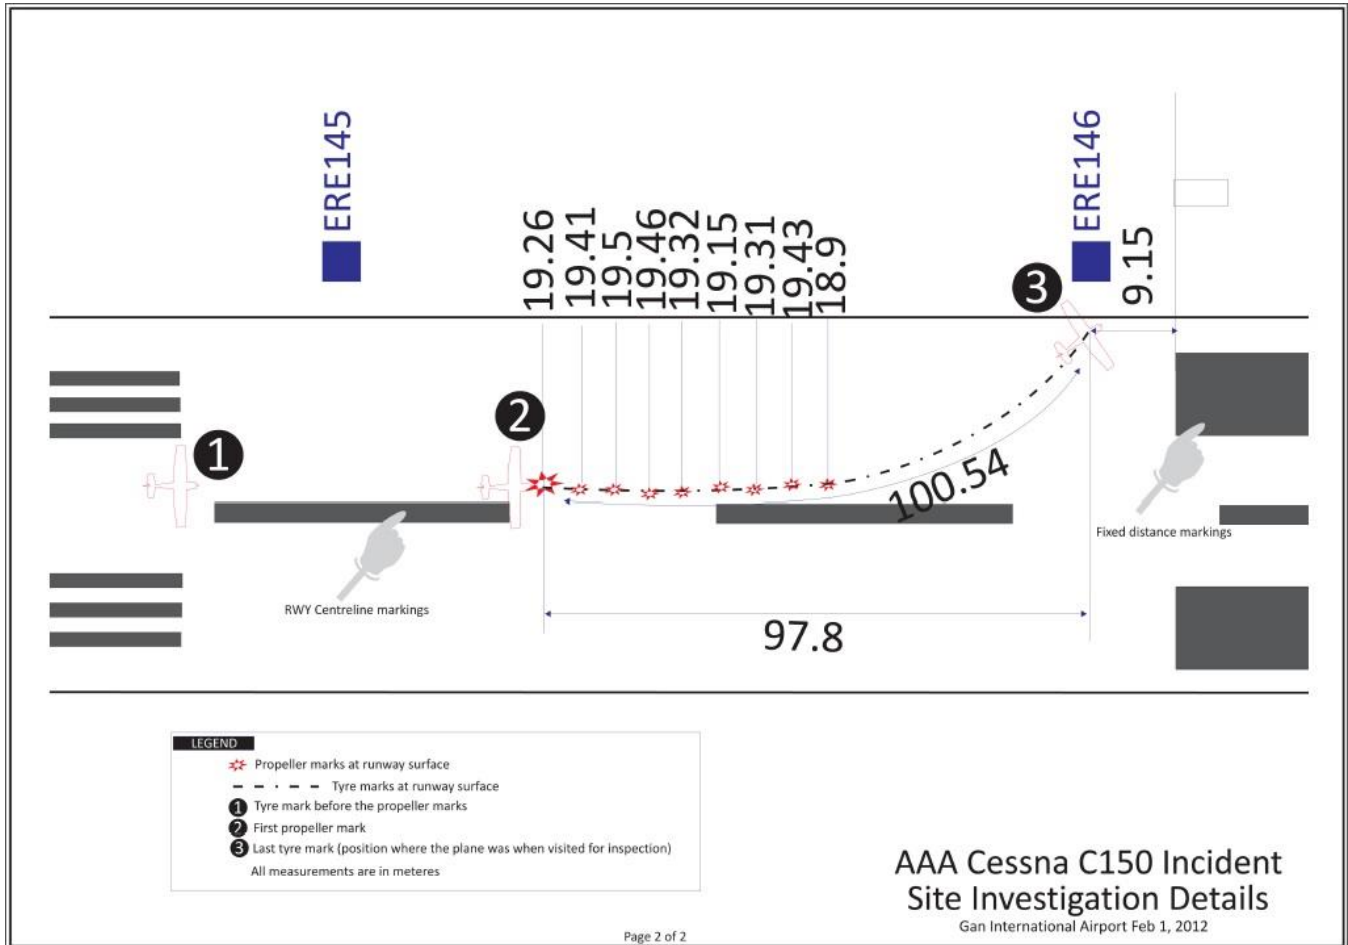 ERE145
ERE146
19.26
19.41
19.5
19.46
19.32
19.15
19.31
19.43
18.9
9.15
3
2
1
100.54
Fixed distance markings
RWY Centreline markings
97.8
LEGEND
Propeller marks at runway surface
Tyre marks at runway surface
1 Tyre mark before the propeller marks
2 First propeller mark
3 Last tyre mark (position where the plane was when visited for inspection)
All measurements are in meteres
AAA Cessna C150 Incident
Site Investigation Details
Gan International Airport Feb 1, 2012
Page 2 of 2